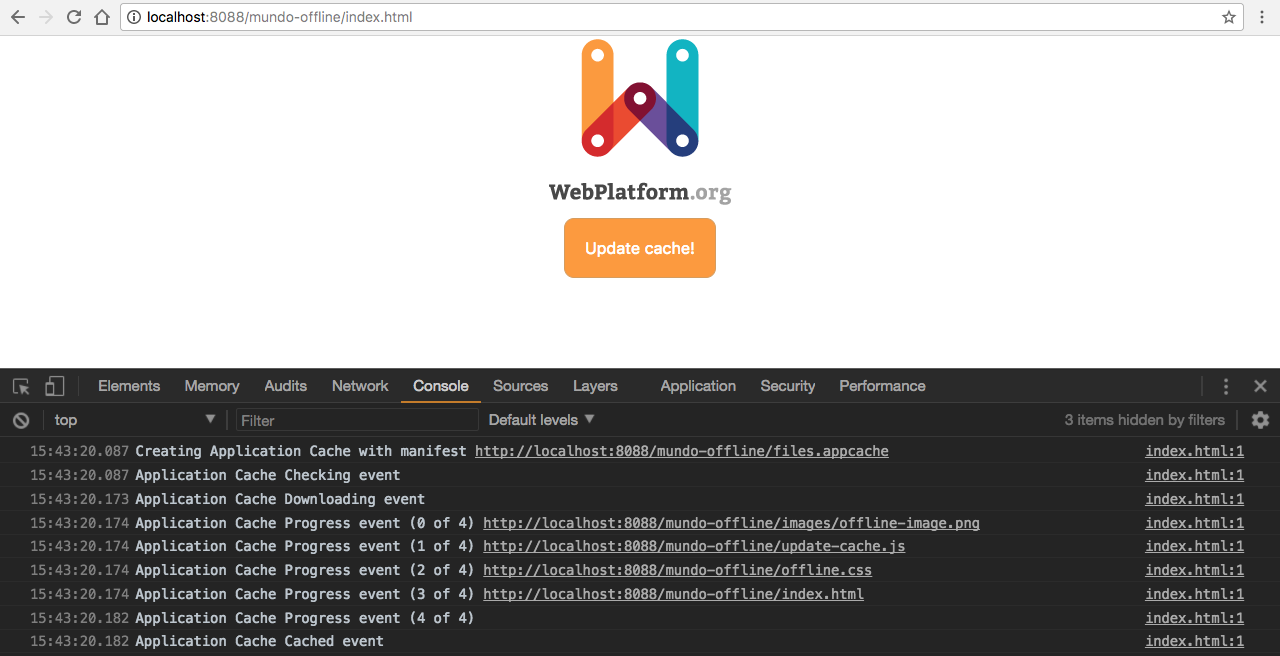 localhost:8088/mundo-offline/index.html
WebPlatform.org
Update cache!
Elements Memory Audits Network Console Sources Layers Application Security Performance
top Filter Default levels 3 items hidden by filters
15:43:20.087 Creating Application Cache with manifest http://localhost:8088/mundo-offline/files.appcache index.html:1
15:43:20.087 Application Cache Checking event index.html:1
15:43:20.173 Application Cache Downloading event index.html:1
15:43:20.174 Application Cache Progress event (0 of 4) http://localhost:8088/mundo-offline/images/offline-image.png index.html:1
15:43:20.174 Application Cache Progress event (1 of 4) http://localhost:8088/mundo-offline/update-cache.js index.html:1
15:43:20.174 Application Cache Progress event (2 of 4) http://localhost:8088/mundo-offline/offline.css index.html:1
15:43:20.174 Application Cache Progress event (3 of 4) http://localhost:8088/mundo-offline/index.html index.html:1
15:43:20.182 Application Cache Progress event (4 of 4) index.html:1
15:43:20.182 Application Cache Cached event index.html:1